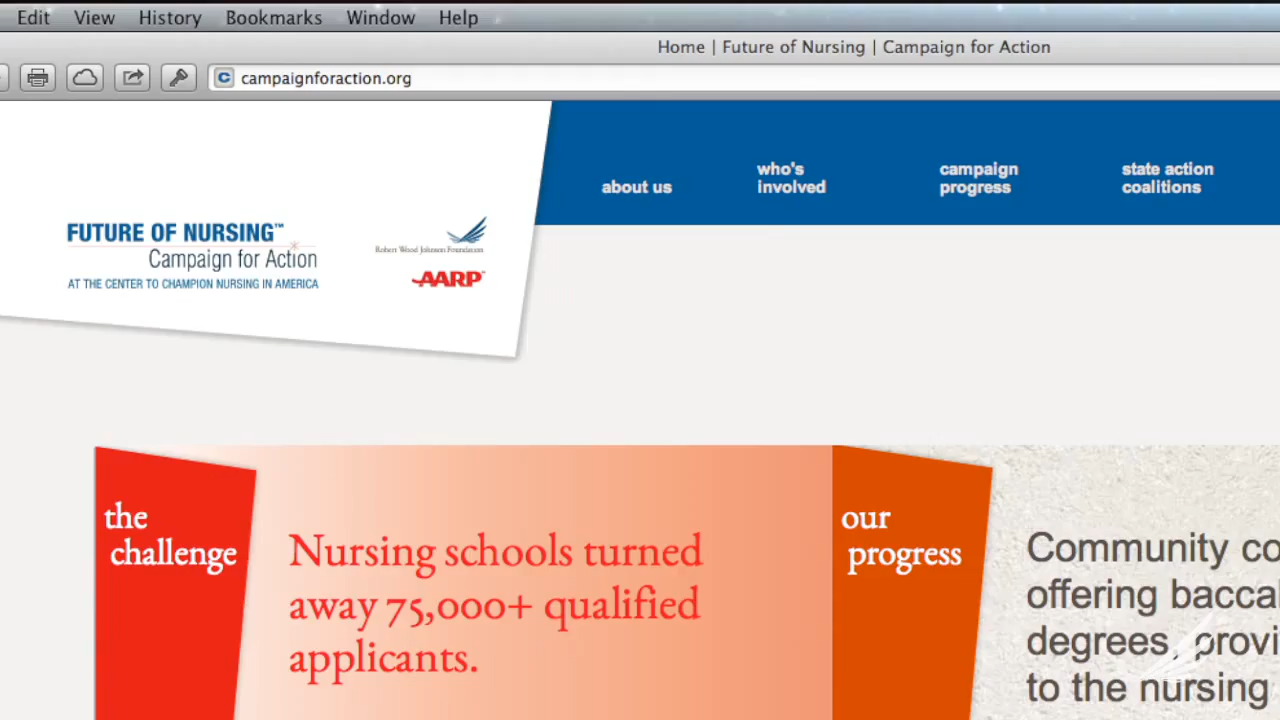 Edit View History Bookmarks Window Help
Home | Future of Nursing | Campaign for Action
C campaignforaction.org
about us
who's
involved
campaign
progress
state action
coalitions
FUTURE OF NURSING™
Campaign for Action
AT THE CENTER TO CHAMPION NURSING IN AMERICA
Robert Wood Johnson Foundation
AARP
the
challenge
Nursing schools turned
away 75,000+ qualified
applicants.
our
progress
Community co
offering bacca
degrees, provi
to the nursing